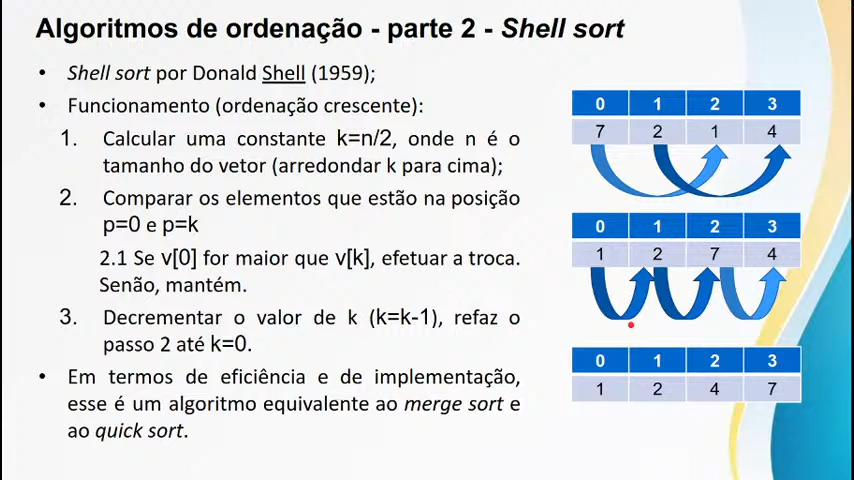 Algoritmos de ordenação - parte 2 - Shell sort
• Shell sort por Donald Shell (1959);
• Funcionamento (ordenação crescente):
1. Calcular uma constante k=n/2, onde n é o
tamanho do vetor (arredondar k para cima);
2. Comparar os elementos que estão na posição
p=0 e p=k
2.1 Se v[0] for maior que v[k], efetuar a troca.
Senão, mantém.
3. Decrementar o valor de k (k=k-1), refaz o
passo 2 até k=0.
• Em termos de eficiência e de implementação,
esse é um algoritmo equivalente ao merge sort e
ao quick sort.
0 1 2 3
7 2 1 4
0 1 2 3
1 2 7 4
0 1 2 3
1 2 4 7